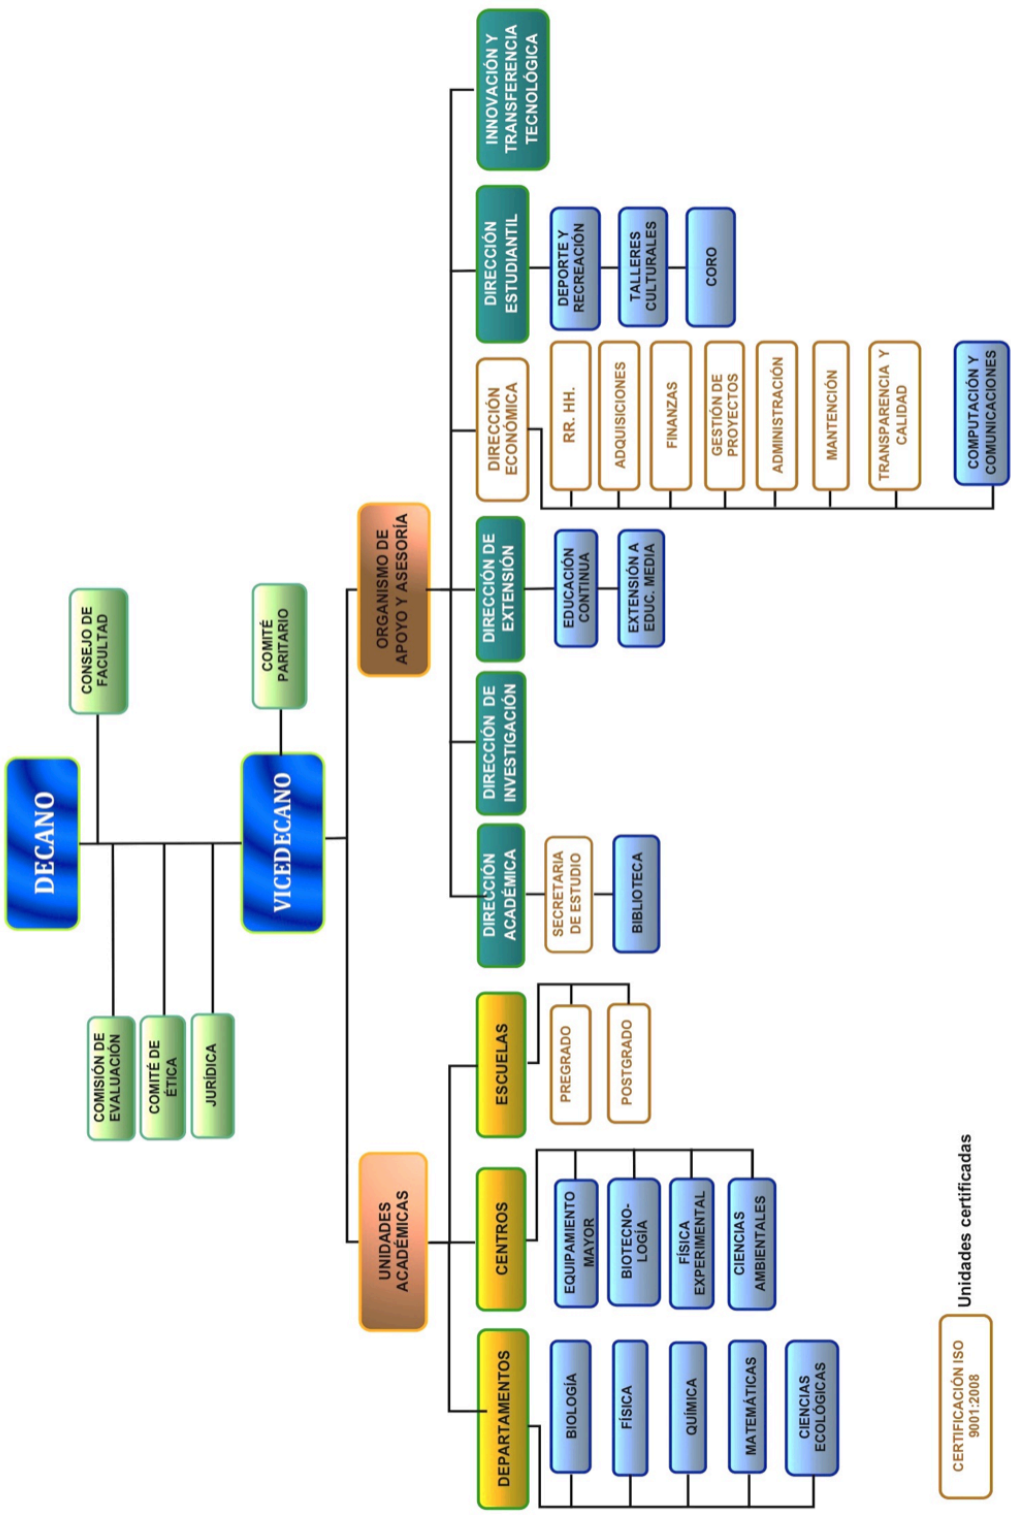 DECANO
CONSEJO DE
FACULTAD
COMISIÓN DE
EVALUACIÓN
COMITÉ DE
ÉTICA
JURÍDICA
VICEDECANO
COMITÉ
PARITARIO
UNIDADES
ACADÉMICAS
ORGANISMO DE
APOYO Y ASESORÍA
DEPARTAMENTOS
BIOLOGÍA
FÍSICA
QUÍMICA
MATEMÁTICAS
CIENCIAS
ECOLÓGICAS
CENTROS
EQUIPAMIENTO
MAYOR
BIOTECNO-
LOGÍA
FÍSICA
EXPERIMENTAL
CIENCIAS
AMBIENTALES
ESCUELAS
PREGRADO
POSTGRADO
DIRECCIÓN
ACADÉMICA
SECRETARIA
DE ESTUDIO
BIBLIOTECA
DIRECCIÓN DE
INVESTIGACIÓN
DIRECCIÓN DE
EXTENSIÓN
EDUCACIÓN
CONTINUA
EXTENSIÓN A
EDUC. MEDIA
DIRECCIÓN
ECONÓMICA
RR. HH.
ADQUISICIONES
FINANZAS
GESTIÓN DE
PROYECTOS
ADMINISTRACIÓN
MANTENCIÓN
TRANSPARENCIA Y
CALIDAD
COMPUTACIÓN Y
COMUNICACIONES
DIRECCIÓN
ESTUDIANTIL
DEPORTE Y
RECREACIÓN
TALLERES
CULTURALES
CORO
INNOVACIÓN Y
TRANSFERENCIA
TECNOLÓGICA
CERTIFICACIÓN ISO
9001:2008
Unidades certificadas